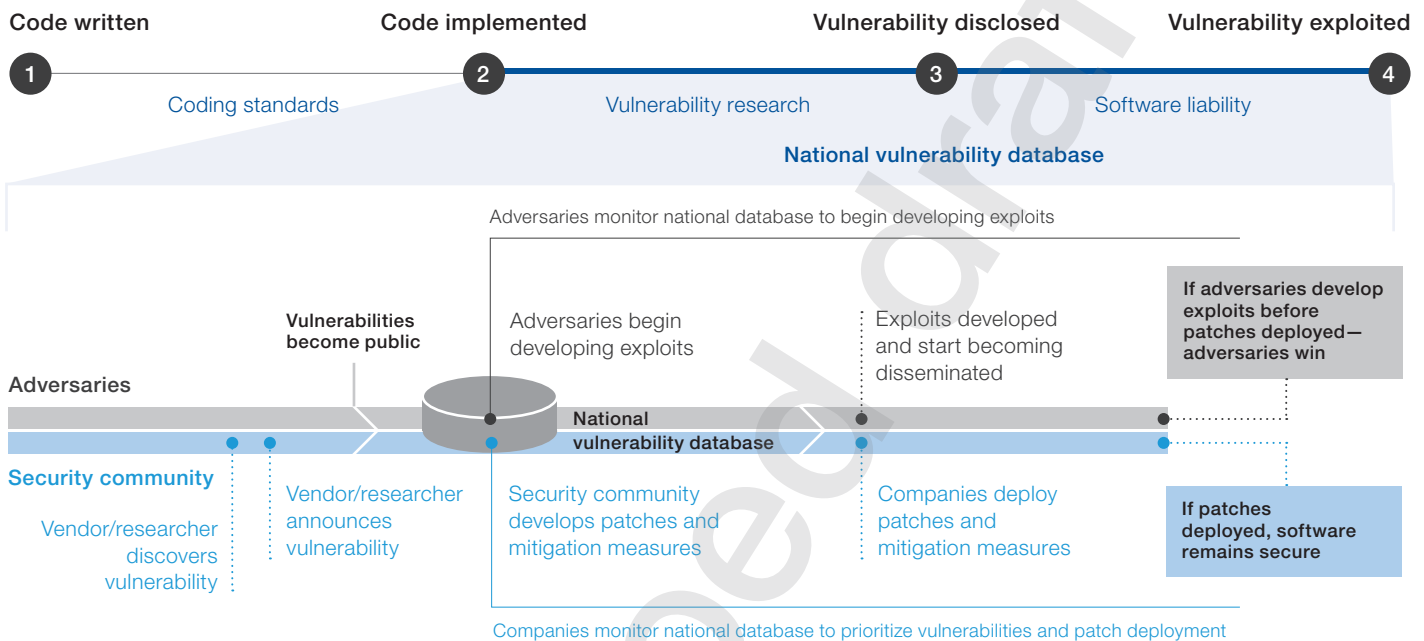 Code written
Code implemented
Vulnerability disclosed
Vulnerability exploited
1
2
3
4
Coding standards
Vulnerability research
Software liability
National vulnerability database
Adversaries monitor national database to begin developing exploits
Vulnerabilities
become public
Adversaries begin
developing exploits
Exploits developed
and start becoming
disseminated
If adversaries develop
exploits before
patches deployed—
adversaries win
Adversaries
National
vulnerability database
Security community
Vendor/researcher
discovers
vulnerability
Vendor/researcher
announces
vulnerability
Security community
develops patches and
mitigation measures
Companies deploy
patches and
mitigation measures
If patches
deployed, software
remains secure
Companies monitor national database to prioritize vulnerabilities and patch deployment